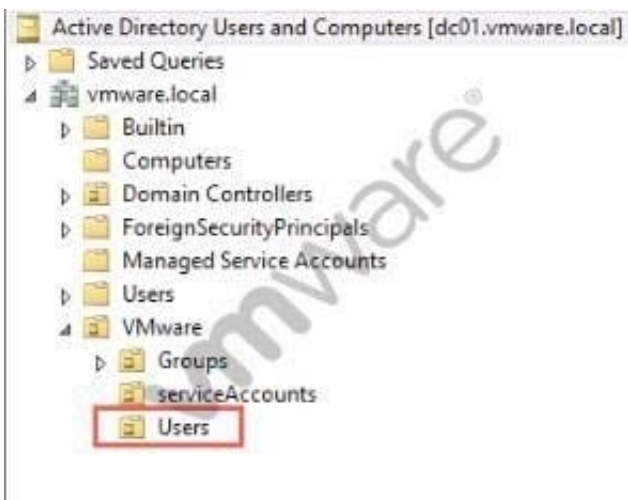 Active Directory Users and Computers [dc01.vmware.local]
Saved Queries
vmware.local
Builtin
Computers
Domain Controllers
ForeignSecurityPrincipals
Managed Service Accounts
Users
VMware
Groups
serviceAccounts
Users
vmware